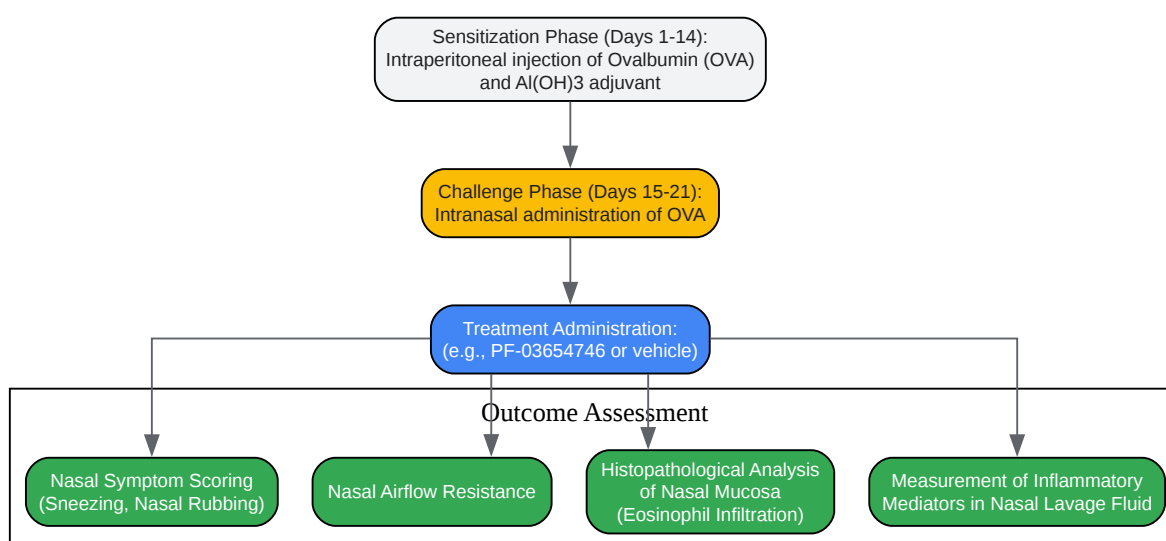 Sensitization Phase (Days 1-14):
Intraperitoneal injection of Ovalbumin (OVA)
and Al(OH)3 adjuvant
Challenge Phase (Days 15-21):
Intranasal administration of OVA
Treatment Administration:
(e.g., PF-03654746 or vehicle)
Outcome Assessment
Nasal Symptom Scoring
(Sneezing, Nasal Rubbing)
Nasal Airflow Resistance
Histopathological Analysis
of Nasal Mucosa
(Eosinophil Infiltration)
Measurement of Inflammatory
Mediators in Nasal Lavage Fluid